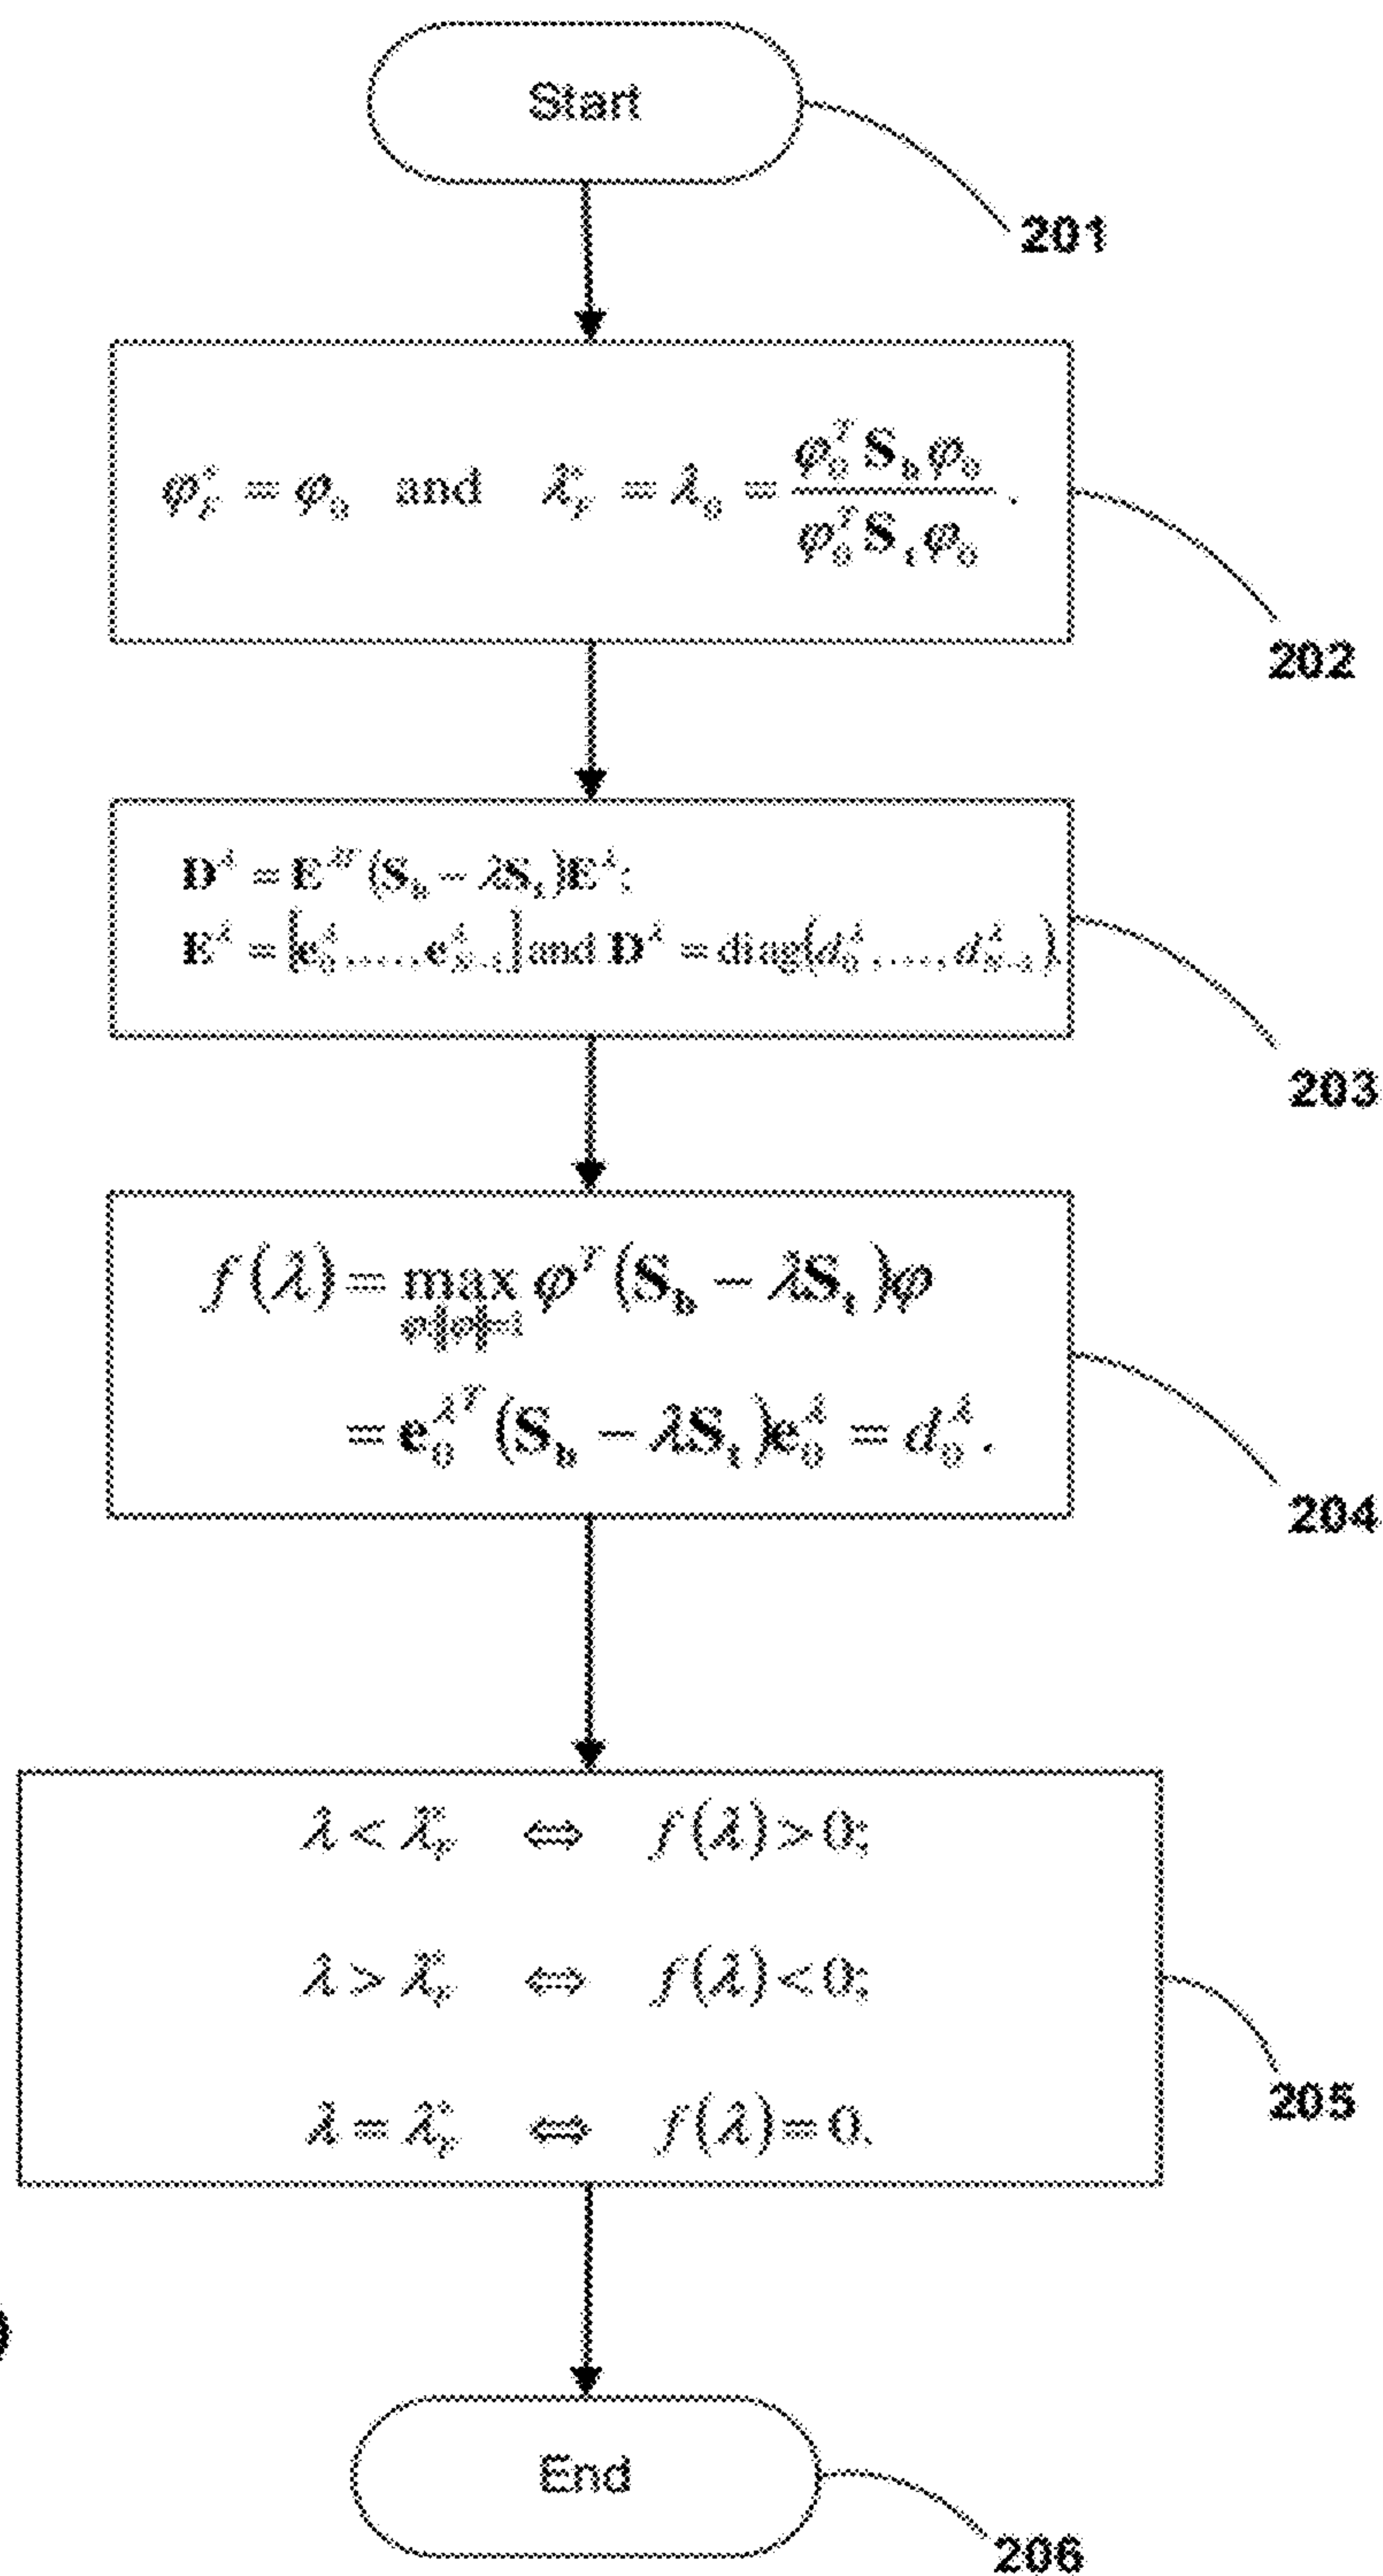 Start
201
φ*_F = φ_0 and λ*_F = λ_0 = φ_0^T S_b φ_0 / φ_0^T S_t φ_0 .
202
D^λ = E^{λT} (S_b − λS_t)E^λ;
E^λ = [e_0^λ, ..., e_{N−1}^λ] and D^λ = diag(d_0^λ, ..., d_{N−1}^λ).
203
f(λ) = max_{φ:‖φ‖=1} φ^T (S_b − λS_t)φ
= e_0^{λT} (S_b − λS_t)e_0^λ = d_0^λ .
204
λ < λ*_F ⇔ f(λ) > 0;
λ > λ*_F ⇔ f(λ) < 0;
λ = λ*_F ⇔ f(λ) = 0.
205
End
206